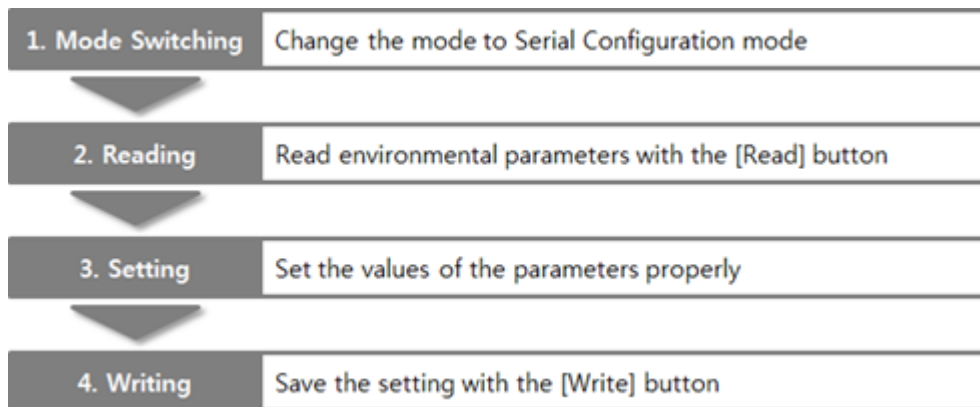 1. Mode Switching Change the mode to Serial Configuration mode
2. Reading Read environmental parameters with the [Read] button
3. Setting Set the values of the parameters properly
4. Writing Save the setting with the [Write] button